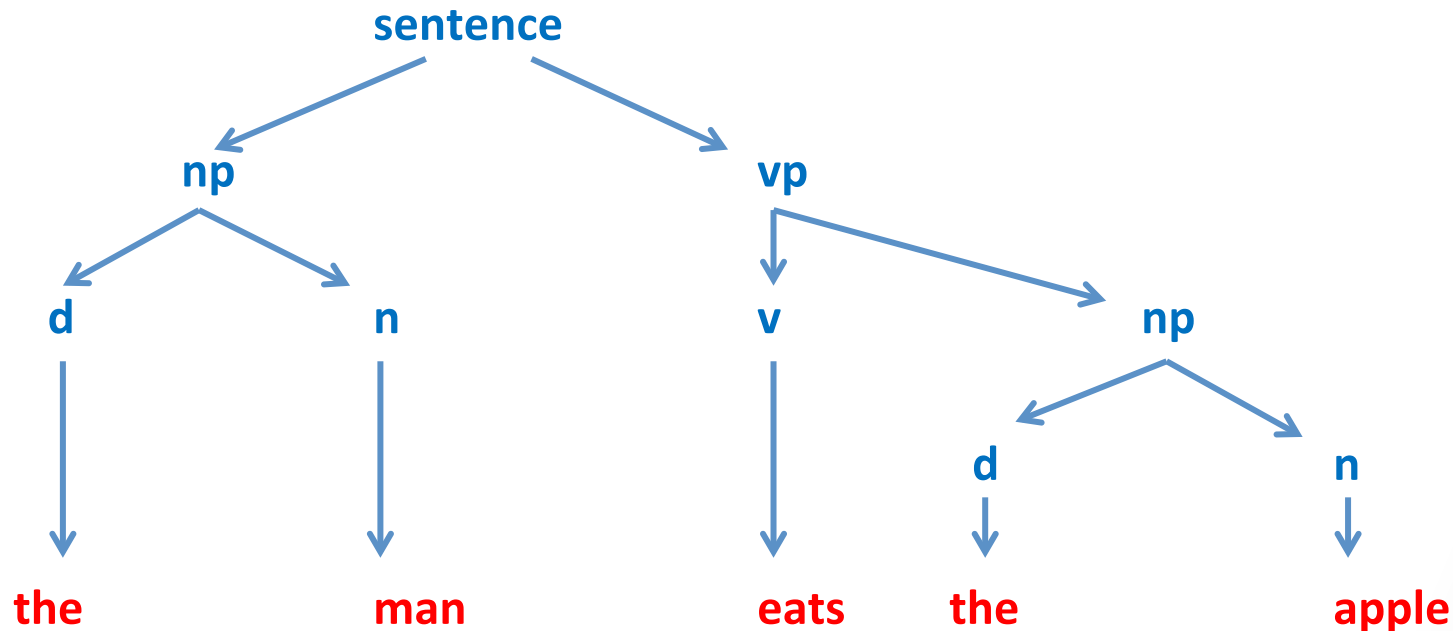 sentence
np vp
d n v np
d n
the man eats the apple